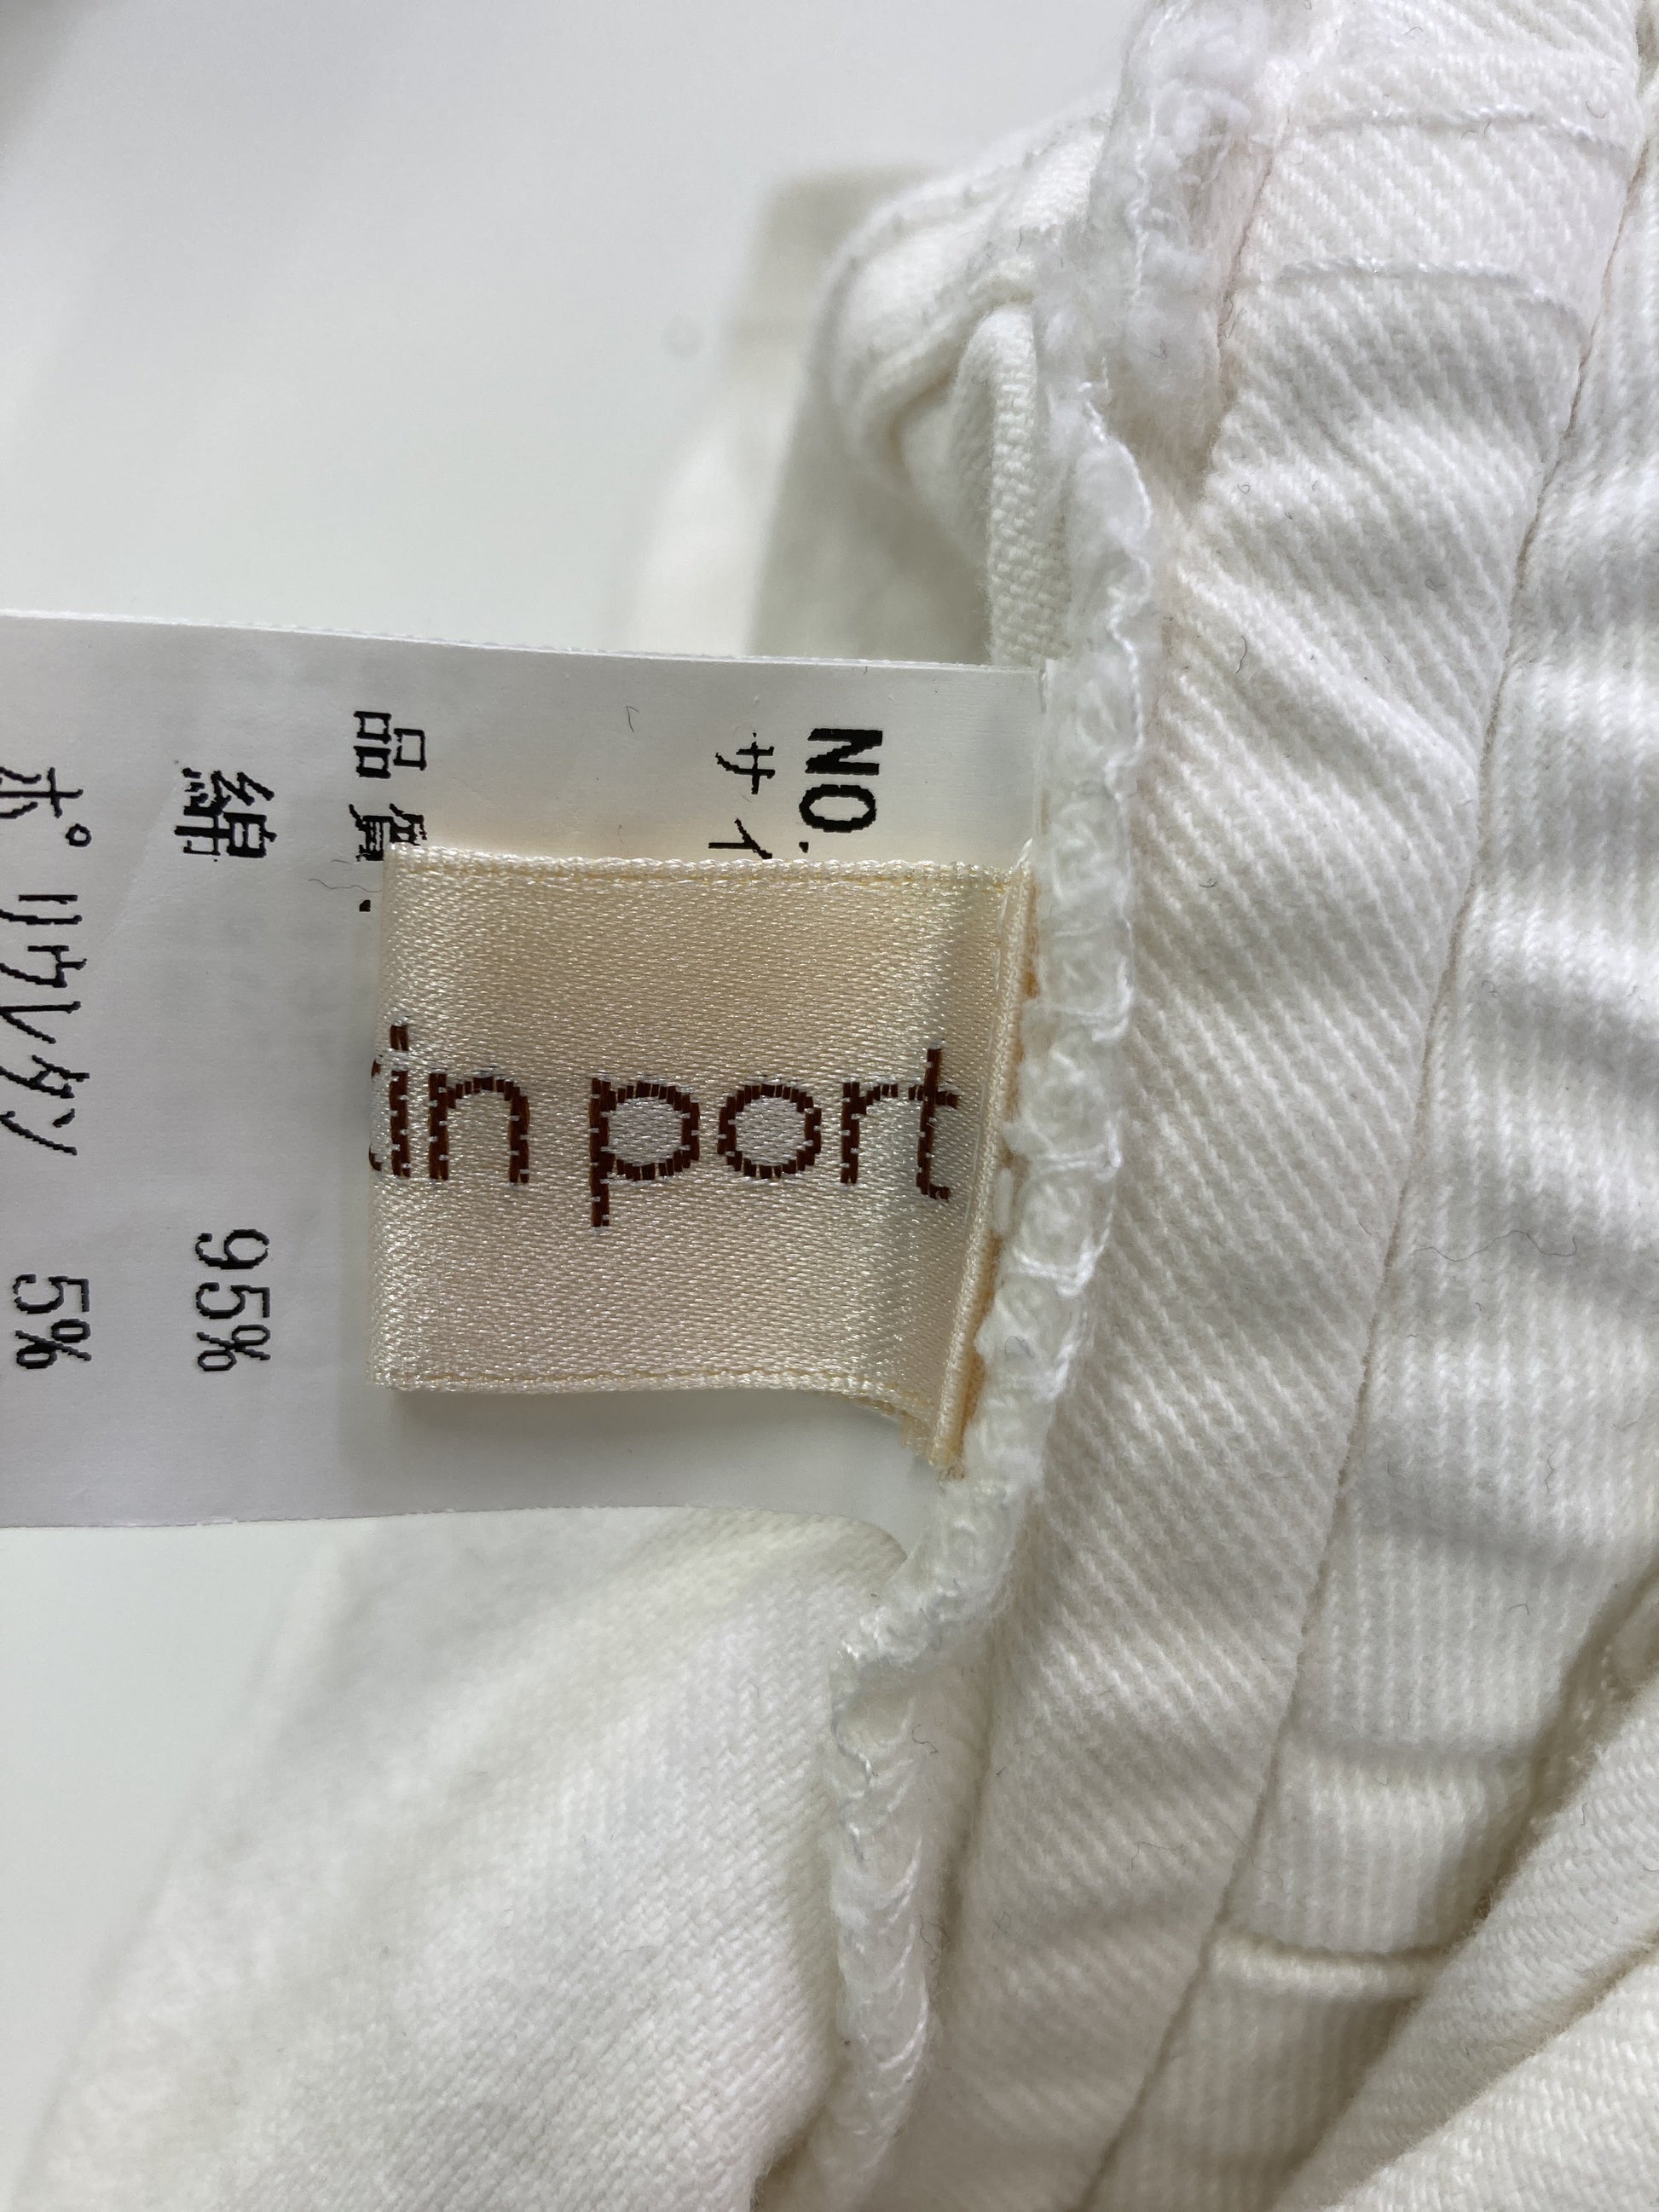 NO.
サイ
品質
綿 95%
ポリウレタン 5%
in port